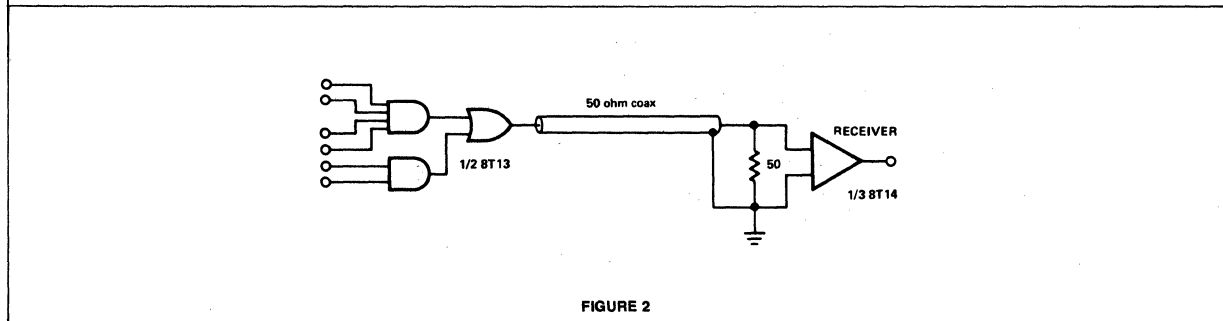 50 ohm coax
RECEIVER
50
1/2 8T13
1/3 8T14
FIGURE 2